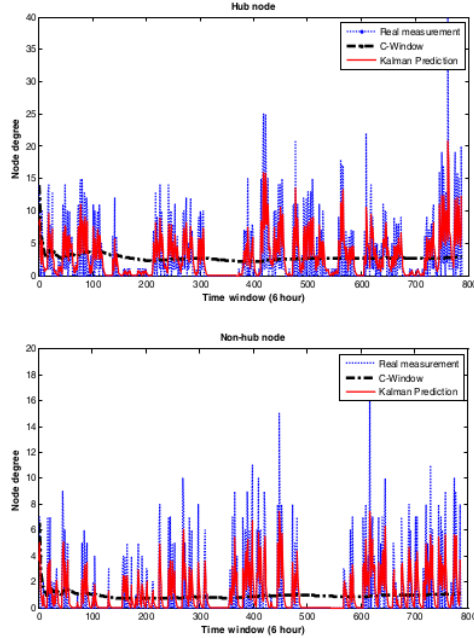 Hub node
40
35
30
25
20
15
10
5
0
Node degree
Real measurement
C-Window
Kalman Prediction
0 100 200 300 400 500 600 700 800
Time window (6 hour)
Non-hub node
20
18
16
14
12
10
8
6
4
2
0
Node degree
Real measurement
C-Window
Kalman Prediction
0 100 200 300 400 500 600 700 800
Time window (6 hour)